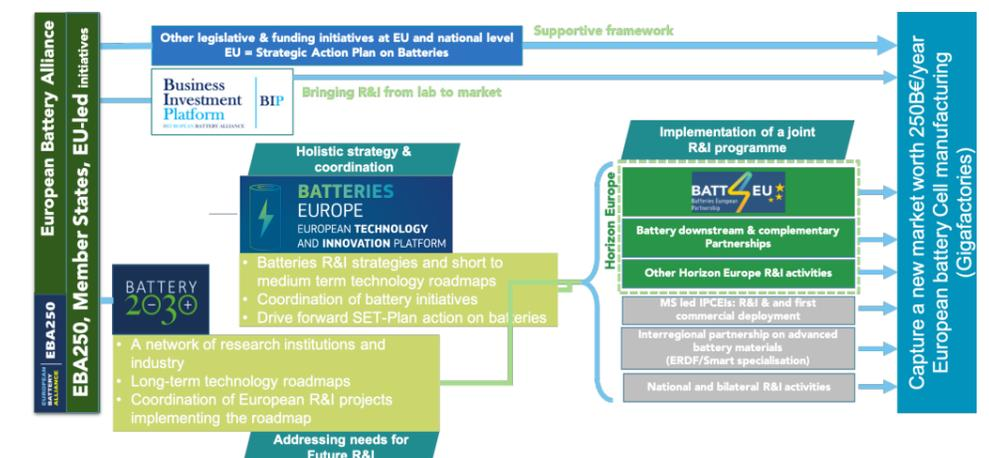 European Battery Alliance
EUROPEAN
BATTERY
ALLIANCE
EBA250
EBA250, Member States, EU-led initiatives
Other legislative & funding initiatives at EU and national level
EU = Strategic Action Plan on Batteries
Supportive framework
Business
Investment
Platform
BIP
Bringing R&I from lab to market
Holistic strategy &
coordination
BATTERIES
EUROPE
EUROPEAN TECHNOLOGY
AND INNOVATION PLATFORM
• Batteries R&I strategies and short to
medium term technology roadmaps
• Coordination of battery initiatives
• Drive forward SET-Plan action on batteries
BATTERY
2030+
• A network of research institutions and
industry
• Long-term technology roadmaps
• Coordination of European R&I projects
implementing the roadmap
Addressing needs for
Future R&I
Implementation of a joint
R&I programme
Horizon Europe
BATT4EU
Batteries European
Partnership
Battery downstream & complementary
Partnerships
Other Horizon Europe R&I activities
MS led IPCEIs: R&I & and first
commercial deployment
Interregional partnership on advanced
battery materials
(ERDF/Smart specialisation)
National and bilateral R&I activities
Capture a new market worth 250B€/year
European battery Cell manufacturing
(Gigafactories)